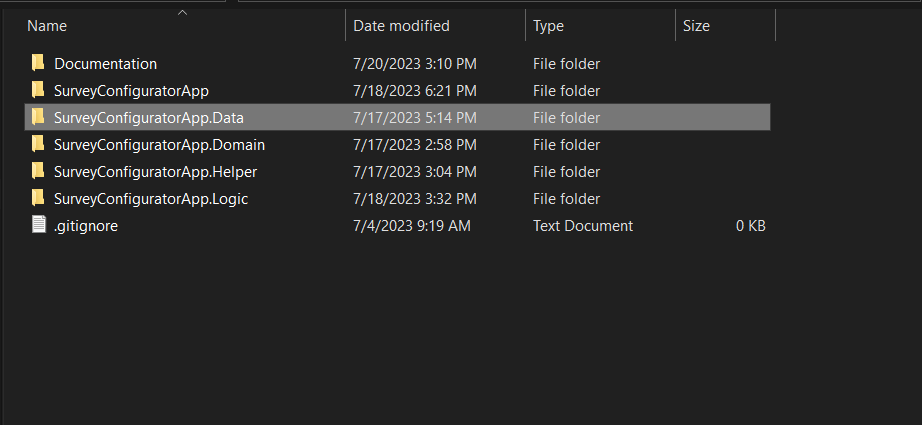 Name Date modified Type Size
Documentation 7/20/2023 3:10 PM File folder
SurveyConfiguratorApp 7/18/2023 6:21 PM File folder
SurveyConfiguratorApp.Data 7/17/2023 5:14 PM File folder
SurveyConfiguratorApp.Domain 7/17/2023 2:58 PM File folder
SurveyConfiguratorApp.Helper 7/17/2023 3:04 PM File folder
SurveyConfiguratorApp.Logic 7/18/2023 3:32 PM File folder
.gitignore 7/4/2023 9:19 AM Text Document 0 KB